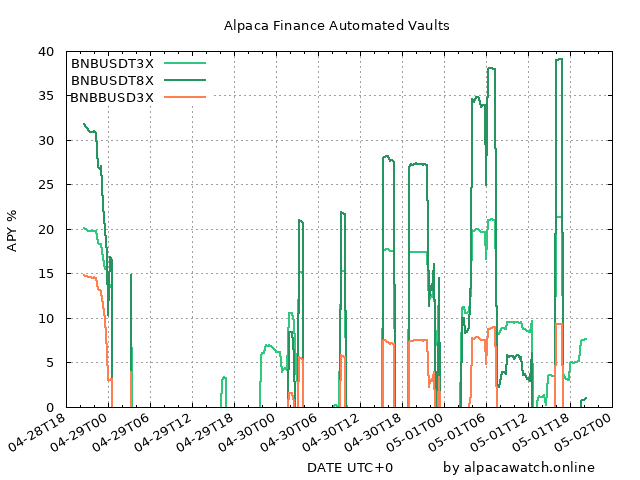 Alpaca Finance Automated Vaults
BNBUSDT3X
BNBUSDT8X
BNBBUSD3X
APY %
40
35
30
25
20
15
10
5
0
04-28T18
04-29T00
04-29T06
04-29T12
04-29T18
04-30T00
04-30T06
04-30T12
04-30T18
05-01T00
05-01T06
05-01T12
05-01T18
05-02T00
DATE UTC+0
by alpacawatch.online